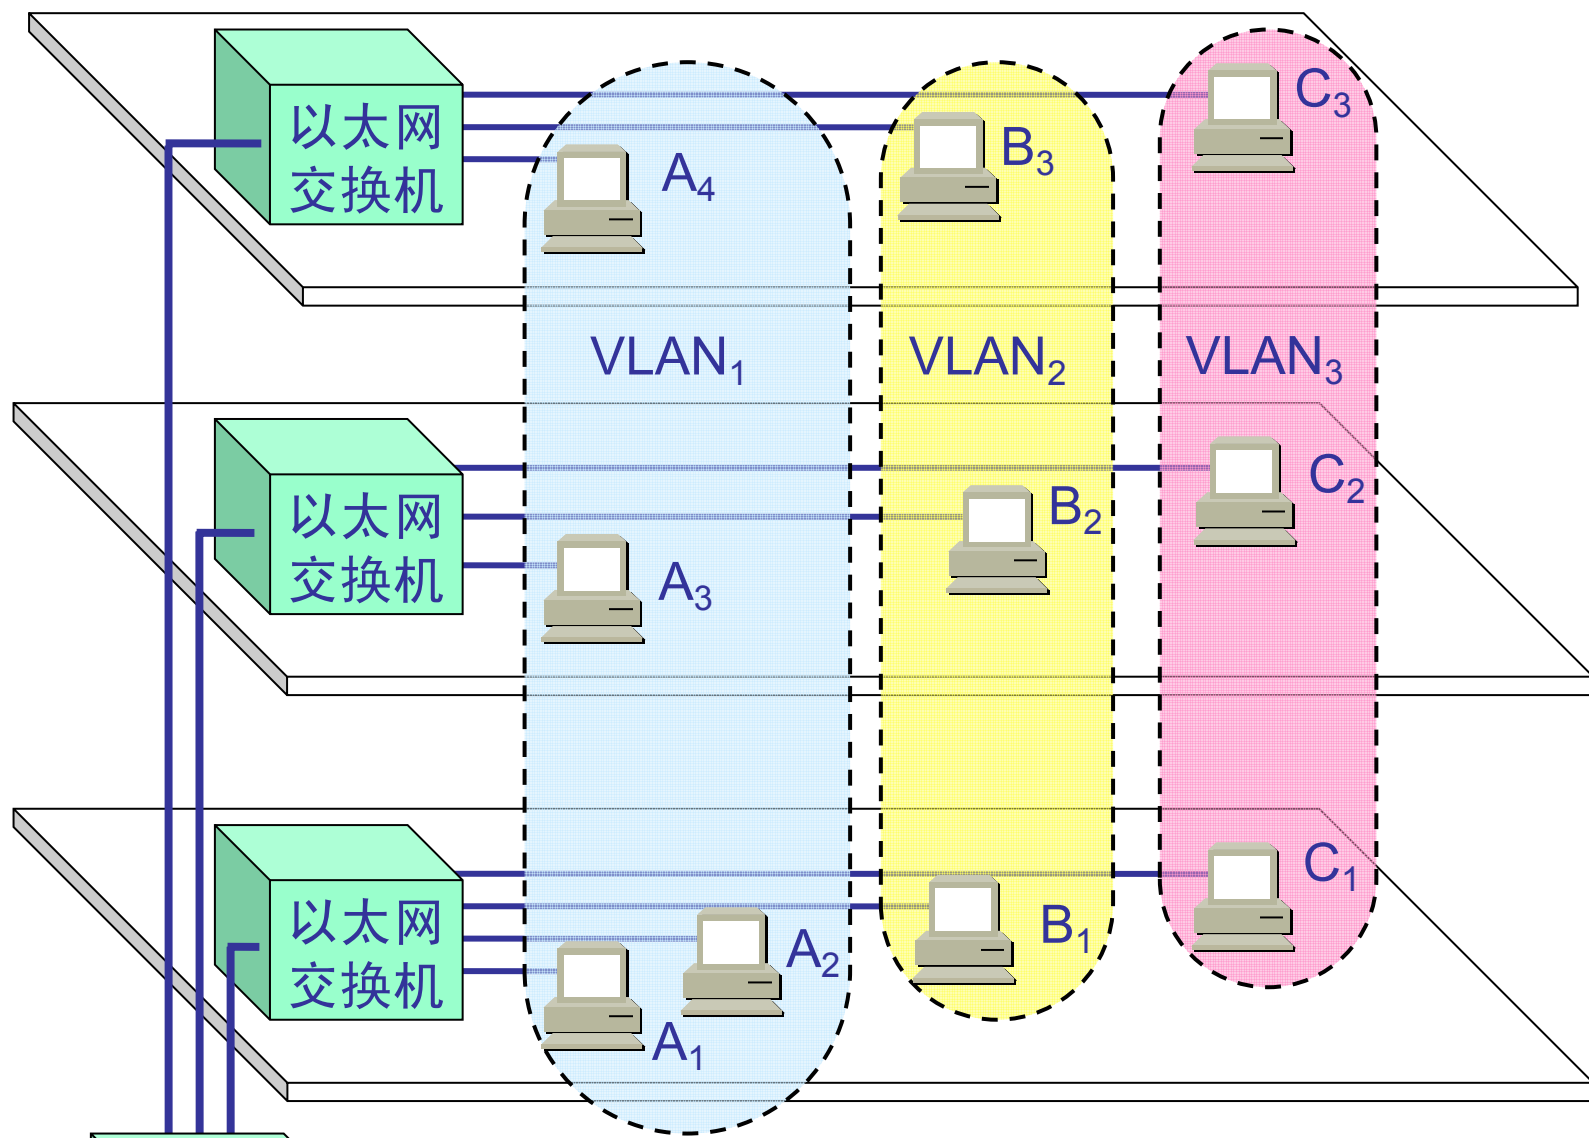 以太网
交换机
A₄
B₃
C₃
VLAN₁
VLAN₂
VLAN₃
以太网
交换机
A₃
B₂
C₂
以太网
交换机
A₁
A₂
B₁
C₁